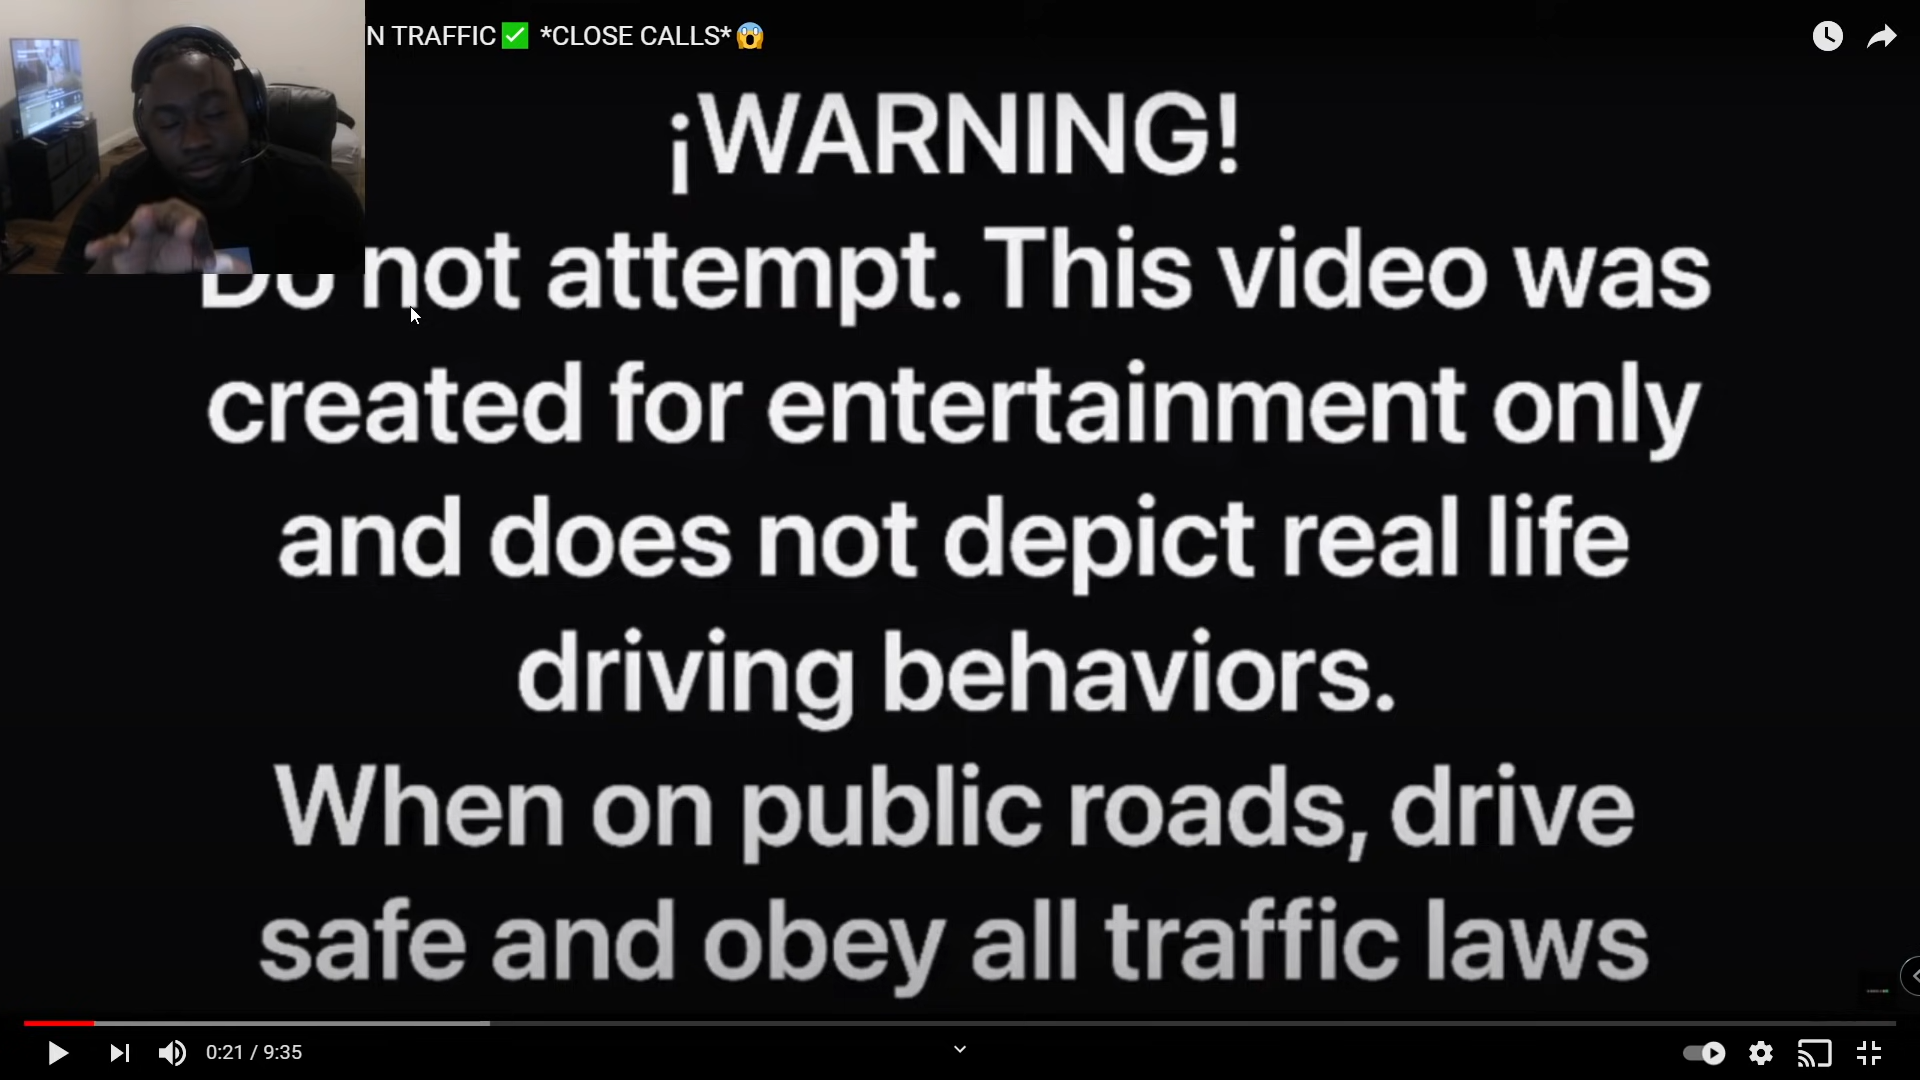 N TRAFFIC✅ *CLOSE CALLS*😱
¡WARNING!
Do not attempt. This video was
created for entertainment only
and does not depict real life
driving behaviors.
When on public roads, drive
safe and obey all traffic laws
0:21 / 9:35